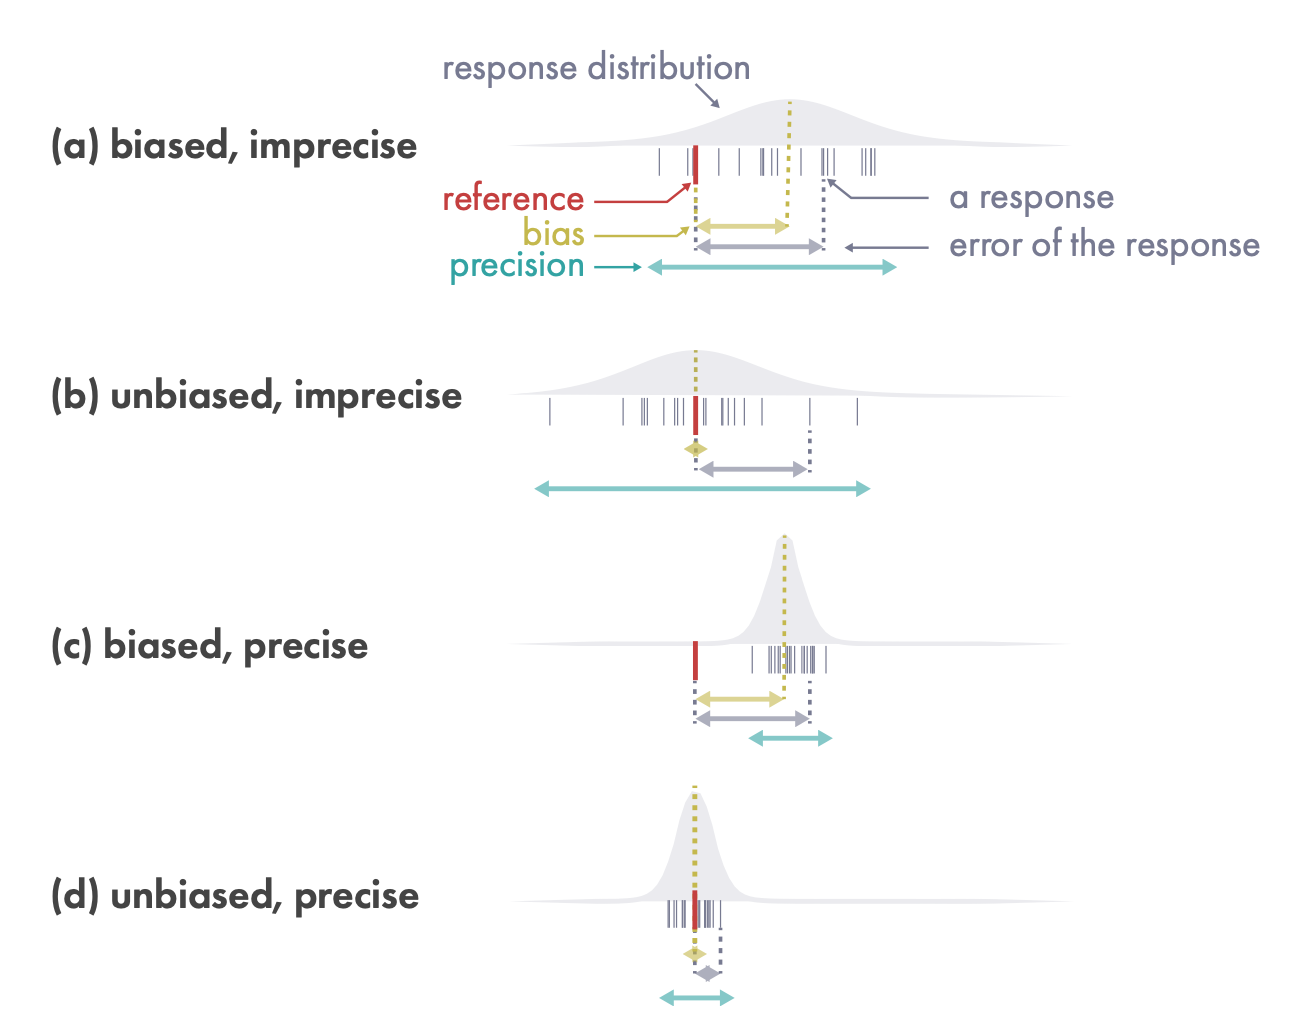 response distribution
(a) biased, imprecise
reference
a response
bias
error of the response
precision
(b) unbiased, imprecise
(c) biased, precise
(d) unbiased, precise